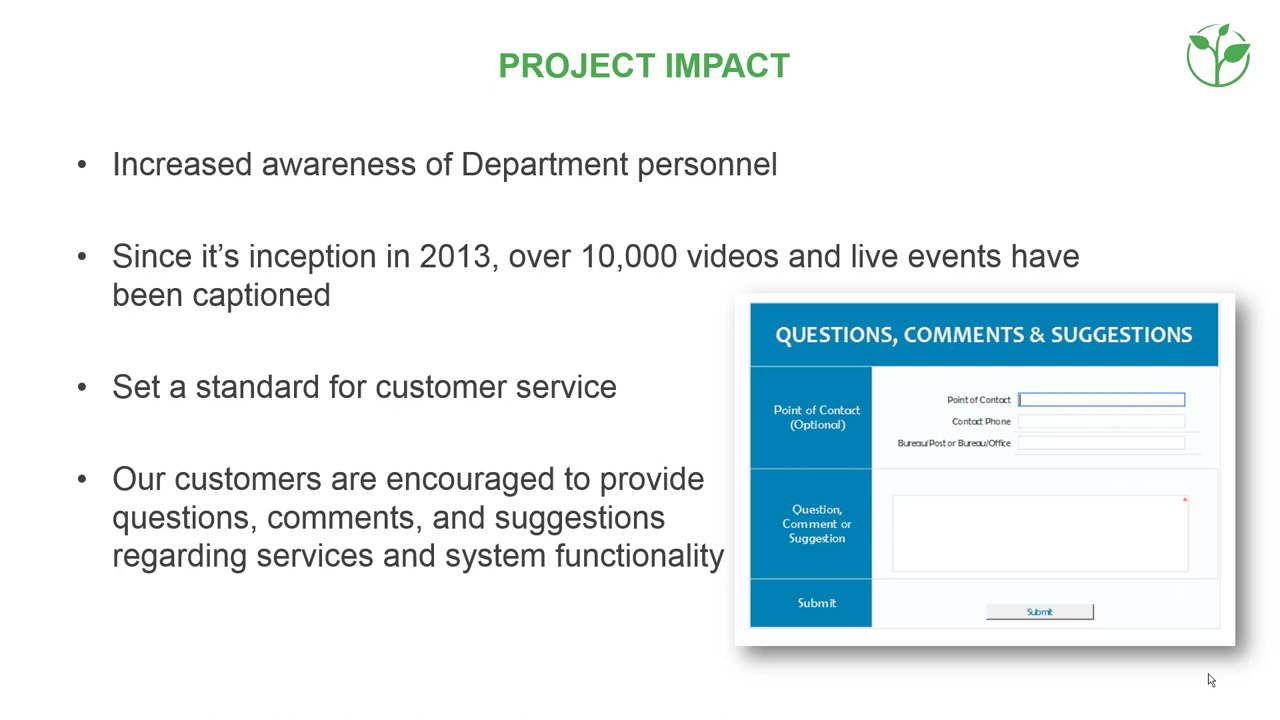 PROJECT IMPACT
• Increased awareness of Department personnel
• Since it’s inception in 2013, over 10,000 videos and live events have
been captioned
• Set a standard for customer service
• Our customers are encouraged to provide
questions, comments, and suggestions
regarding services and system functionality
QUESTIONS, COMMENTS & SUGGESTIONS
Point of Contact
(Optional)
Point of Contact
Contact Phone
Bureau/Post or Bureau/Office
Question,
Comment or
Suggestion
*
Submit
Submit